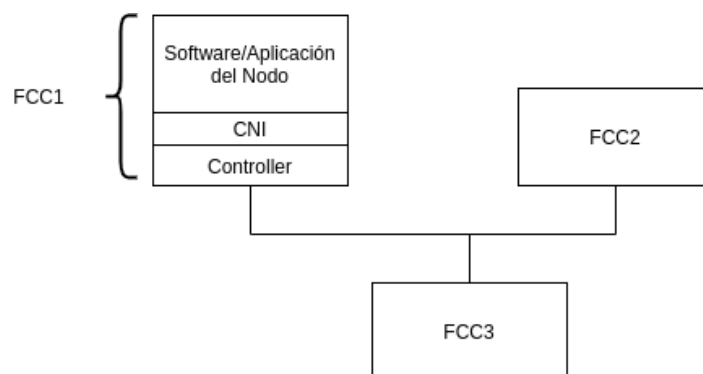 Software/Aplicación
del Nodo
FCC1
CNI
Controller
FCC2
FCC3